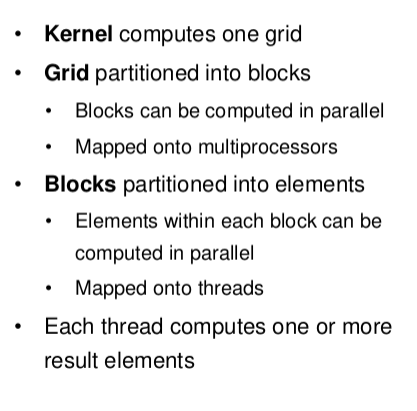 • Kernel computes one grid
• Grid partitioned into blocks
• Blocks can be computed in parallel
• Mapped onto multiprocessors
• Blocks partitioned into elements
• Elements within each block can be
computed in parallel
• Mapped onto threads
• Each thread computes one or more
result elements